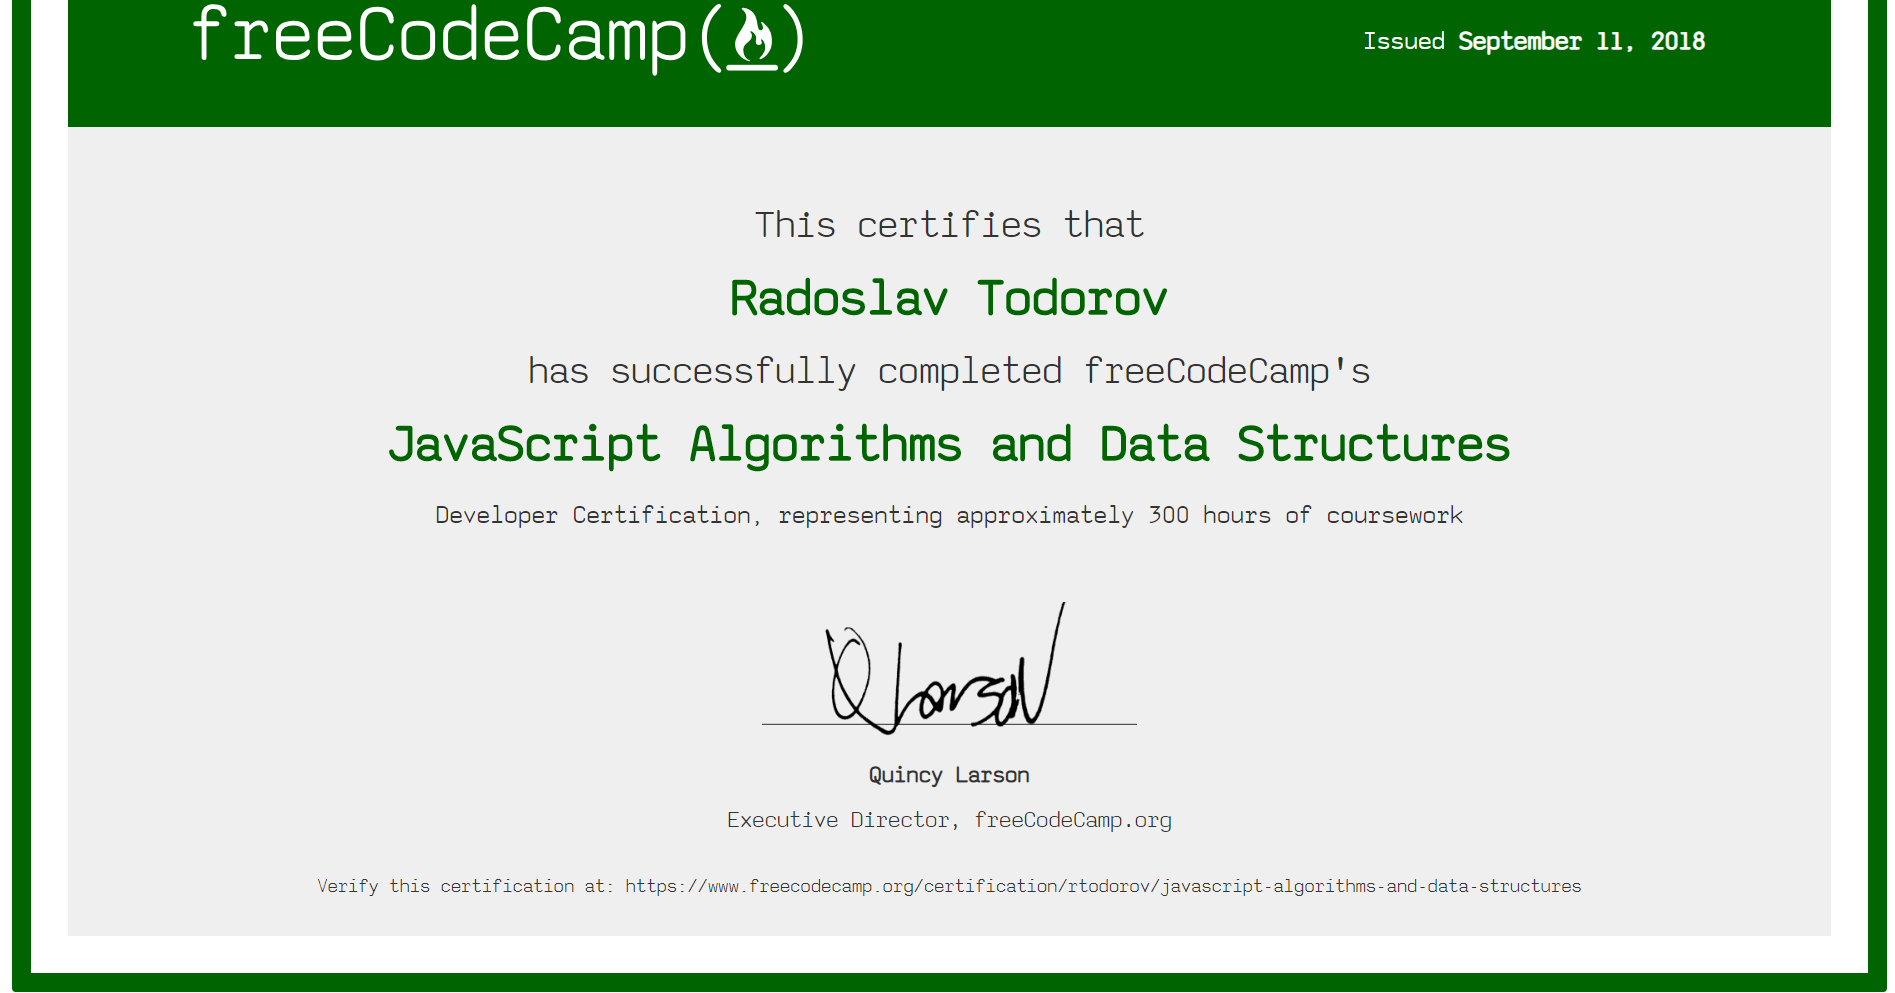 freeCodeCamp(🔥)
Issued September 11, 2018
This certifies that
Radoslav Todorov
has successfully completed freeCodeCamp's
JavaScript Algorithms and Data Structures
Developer Certification, representing approximately 300 hours of coursework
Q Larson
Quincy Larson
Executive Director, freeCodeCamp.org
Verify this certification at: https://www.freecodecamp.org/certification/rtodorov/javascript-algorithms-and-data-structures